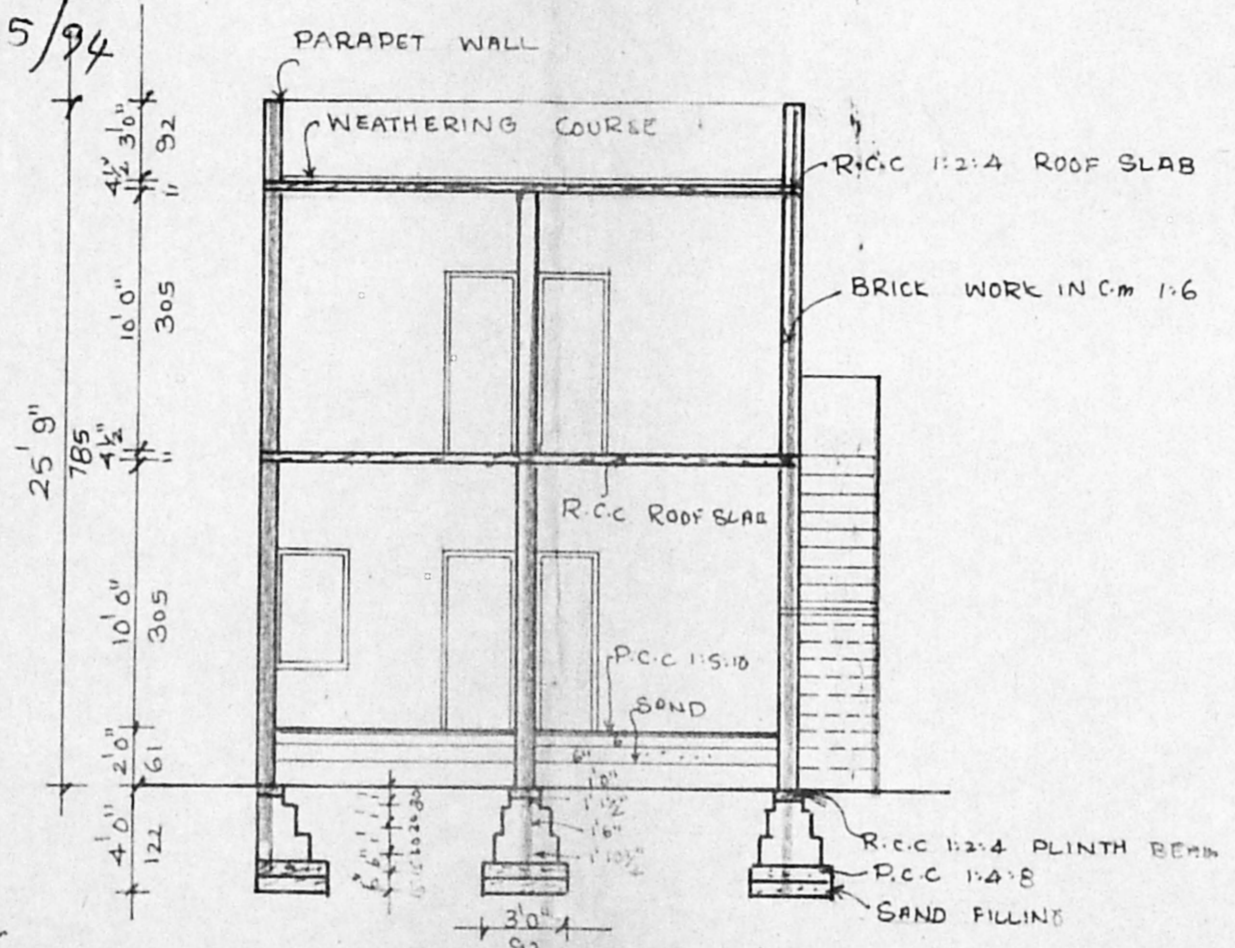 5/94
PARAPET WALL
WEATHERING COURSE
R.C.C 1:2:4 ROOF SLAB
BRICK WORK IN C.m 1:6
R.C.C ROOF SLAB
P.C.C 1:5:10
SAND
6"
6"
1'0"
1'1½"
1'6"
1'10½"
R.C.C 1:2:4 PLINTH BEAM
P.C.C 1:4:8
SAND FILLING
3'0"
25'9"
785
3'0"
92
4½"
11
10'0"
305
4½"
11
10'0"
305
2'0"
61
4'0"
122